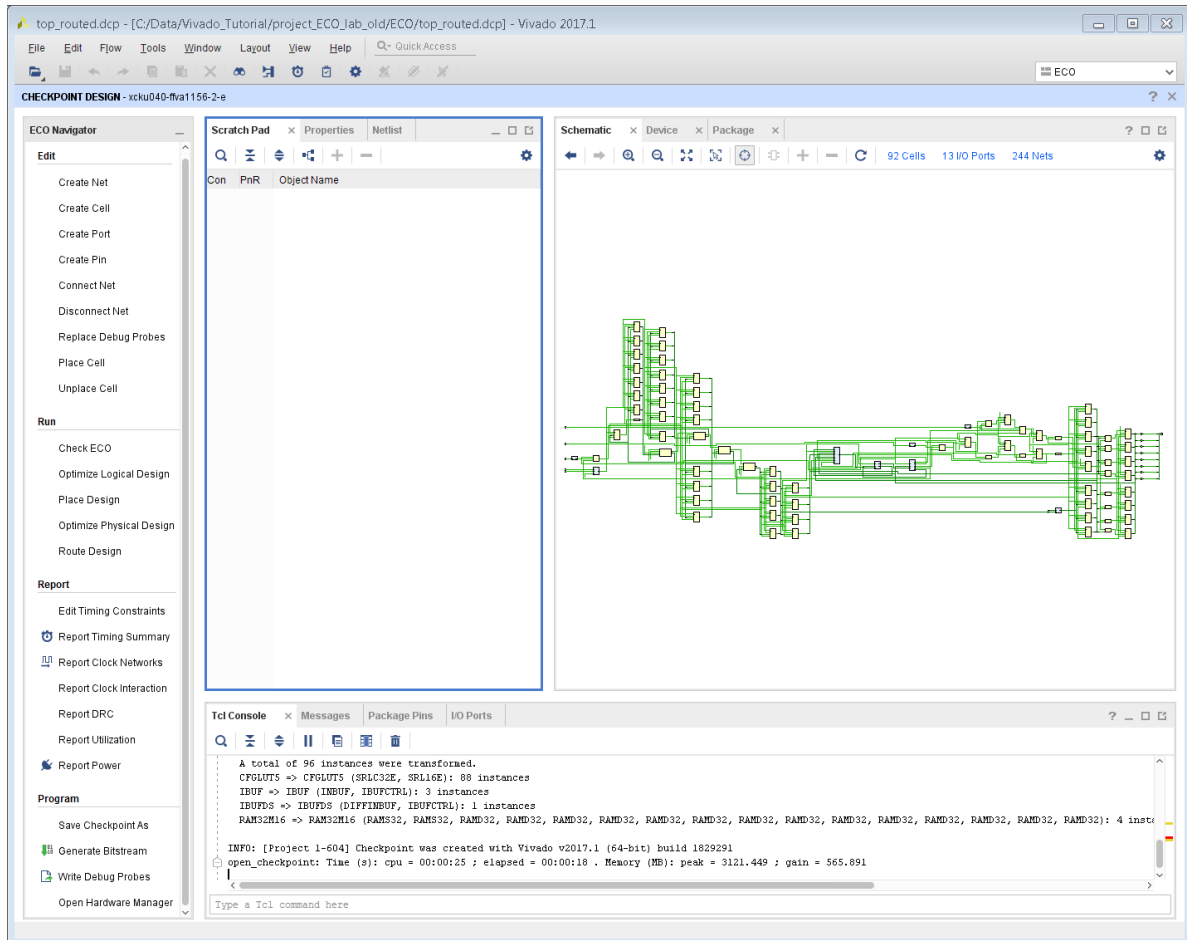 top_routed.dcp - [C:/Data/Vivado_Tutorial/project_ECO_lab_old/ECO/top_routed.dcp] - Vivado 2017.1
File Edit Flow Tools Window Layout View Help Quick Access
ECO
CHECKPOINT DESIGN - xcku040-ffva1156-2-e
ECO Navigator
Edit
Create Net
Create Cell
Create Port
Create Pin
Connect Net
Disconnect Net
Replace Debug Probes
Place Cell
Unplace Cell
Run
Check ECO
Optimize Logical Design
Place Design
Optimize Physical Design
Route Design
Report
Edit Timing Constraints
Report Timing Summary
Report Clock Networks
Report Clock Interaction
Report DRC
Report Utilization
Report Power
Program
Save Checkpoint As
Generate Bitstream
Write Debug Probes
Open Hardware Manager
Scratch Pad Properties Netlist
Con PnR Object Name
Schematic Device Package
92 Cells 13 I/O Ports 244 Nets
Tcl Console Messages Package Pins I/O Ports
A total of 96 instances were transformed.
CFGLUT5 => CFGLUT5 (SRLC32E, SRL16E): 88 instances
IBUF => IBUF (INBUF, IBUFCTRL): 3 instances
IBUFDS => IBUFDS (DIFFINBUF, IBUFCTRL): 1 instances
RAM32M16 => RAM32M16 (RAMS32, RAMS32, RAMD32, RAMD32, RAMD32, RAMD32, RAMD32, RAMD32, RAMD32, RAMD32, RAMD32, RAMD32, RAMD32, RAMD32, RAMD32, RAMD32): 4 insta
INFO: [Project 1-604] Checkpoint was created with Vivado v2017.1 (64-bit) build 1829291
open_checkpoint: Time (s): cpu = 00:00:25 ; elapsed = 00:00:18 . Memory (MB): peak = 3121.449 ; gain = 565.891
Type a Tcl command here